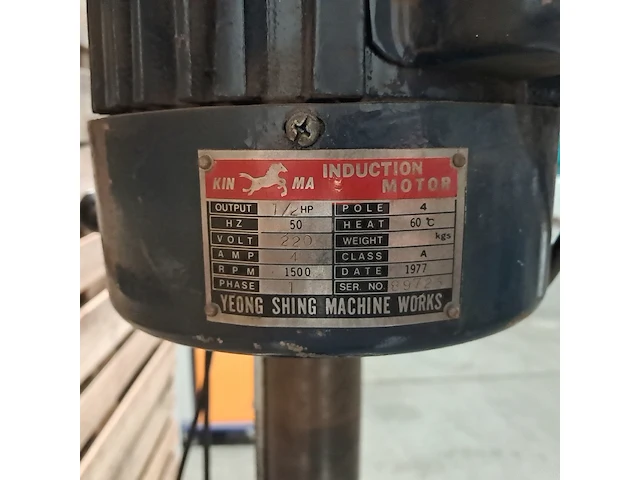 KIN MA INDUCTION MOTOR
OUTPUT 1/2 HP POLE 4
HZ 50 HEAT 60℃
VOLT 220 WEIGHT kgs
AMP 4 CLASS A
RPM 1500 DATE 1977
PHASE 1 SER. NO.
YEONG SHING MACHINE WORKS